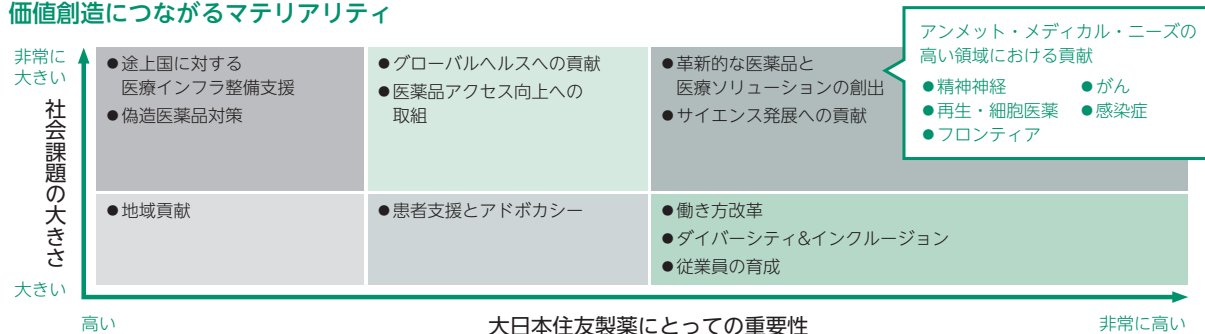 価値創造につながるマテリアリティ
非常に
大きい
社会課題の大きさ
大きい
●途上国に対する
医療インフラ整備支援
●偽造医薬品対策
●グローバルヘルスへの貢献
●医薬品アクセス向上への
取組
●革新的な医薬品と
医療ソリューションの創出
●サイエンス発展への貢献
アンメット・メディカル・ニーズの
高い領域における貢献
●精神神経 ●がん
●再生・細胞医薬 ●感染症
●フロンティア
●地域貢献
●患者支援とアドボカシー
●働き方改革
●ダイバーシティ&インクルージョン
●従業員の育成
高い 大日本住友製薬にとっての重要性 非常に高い